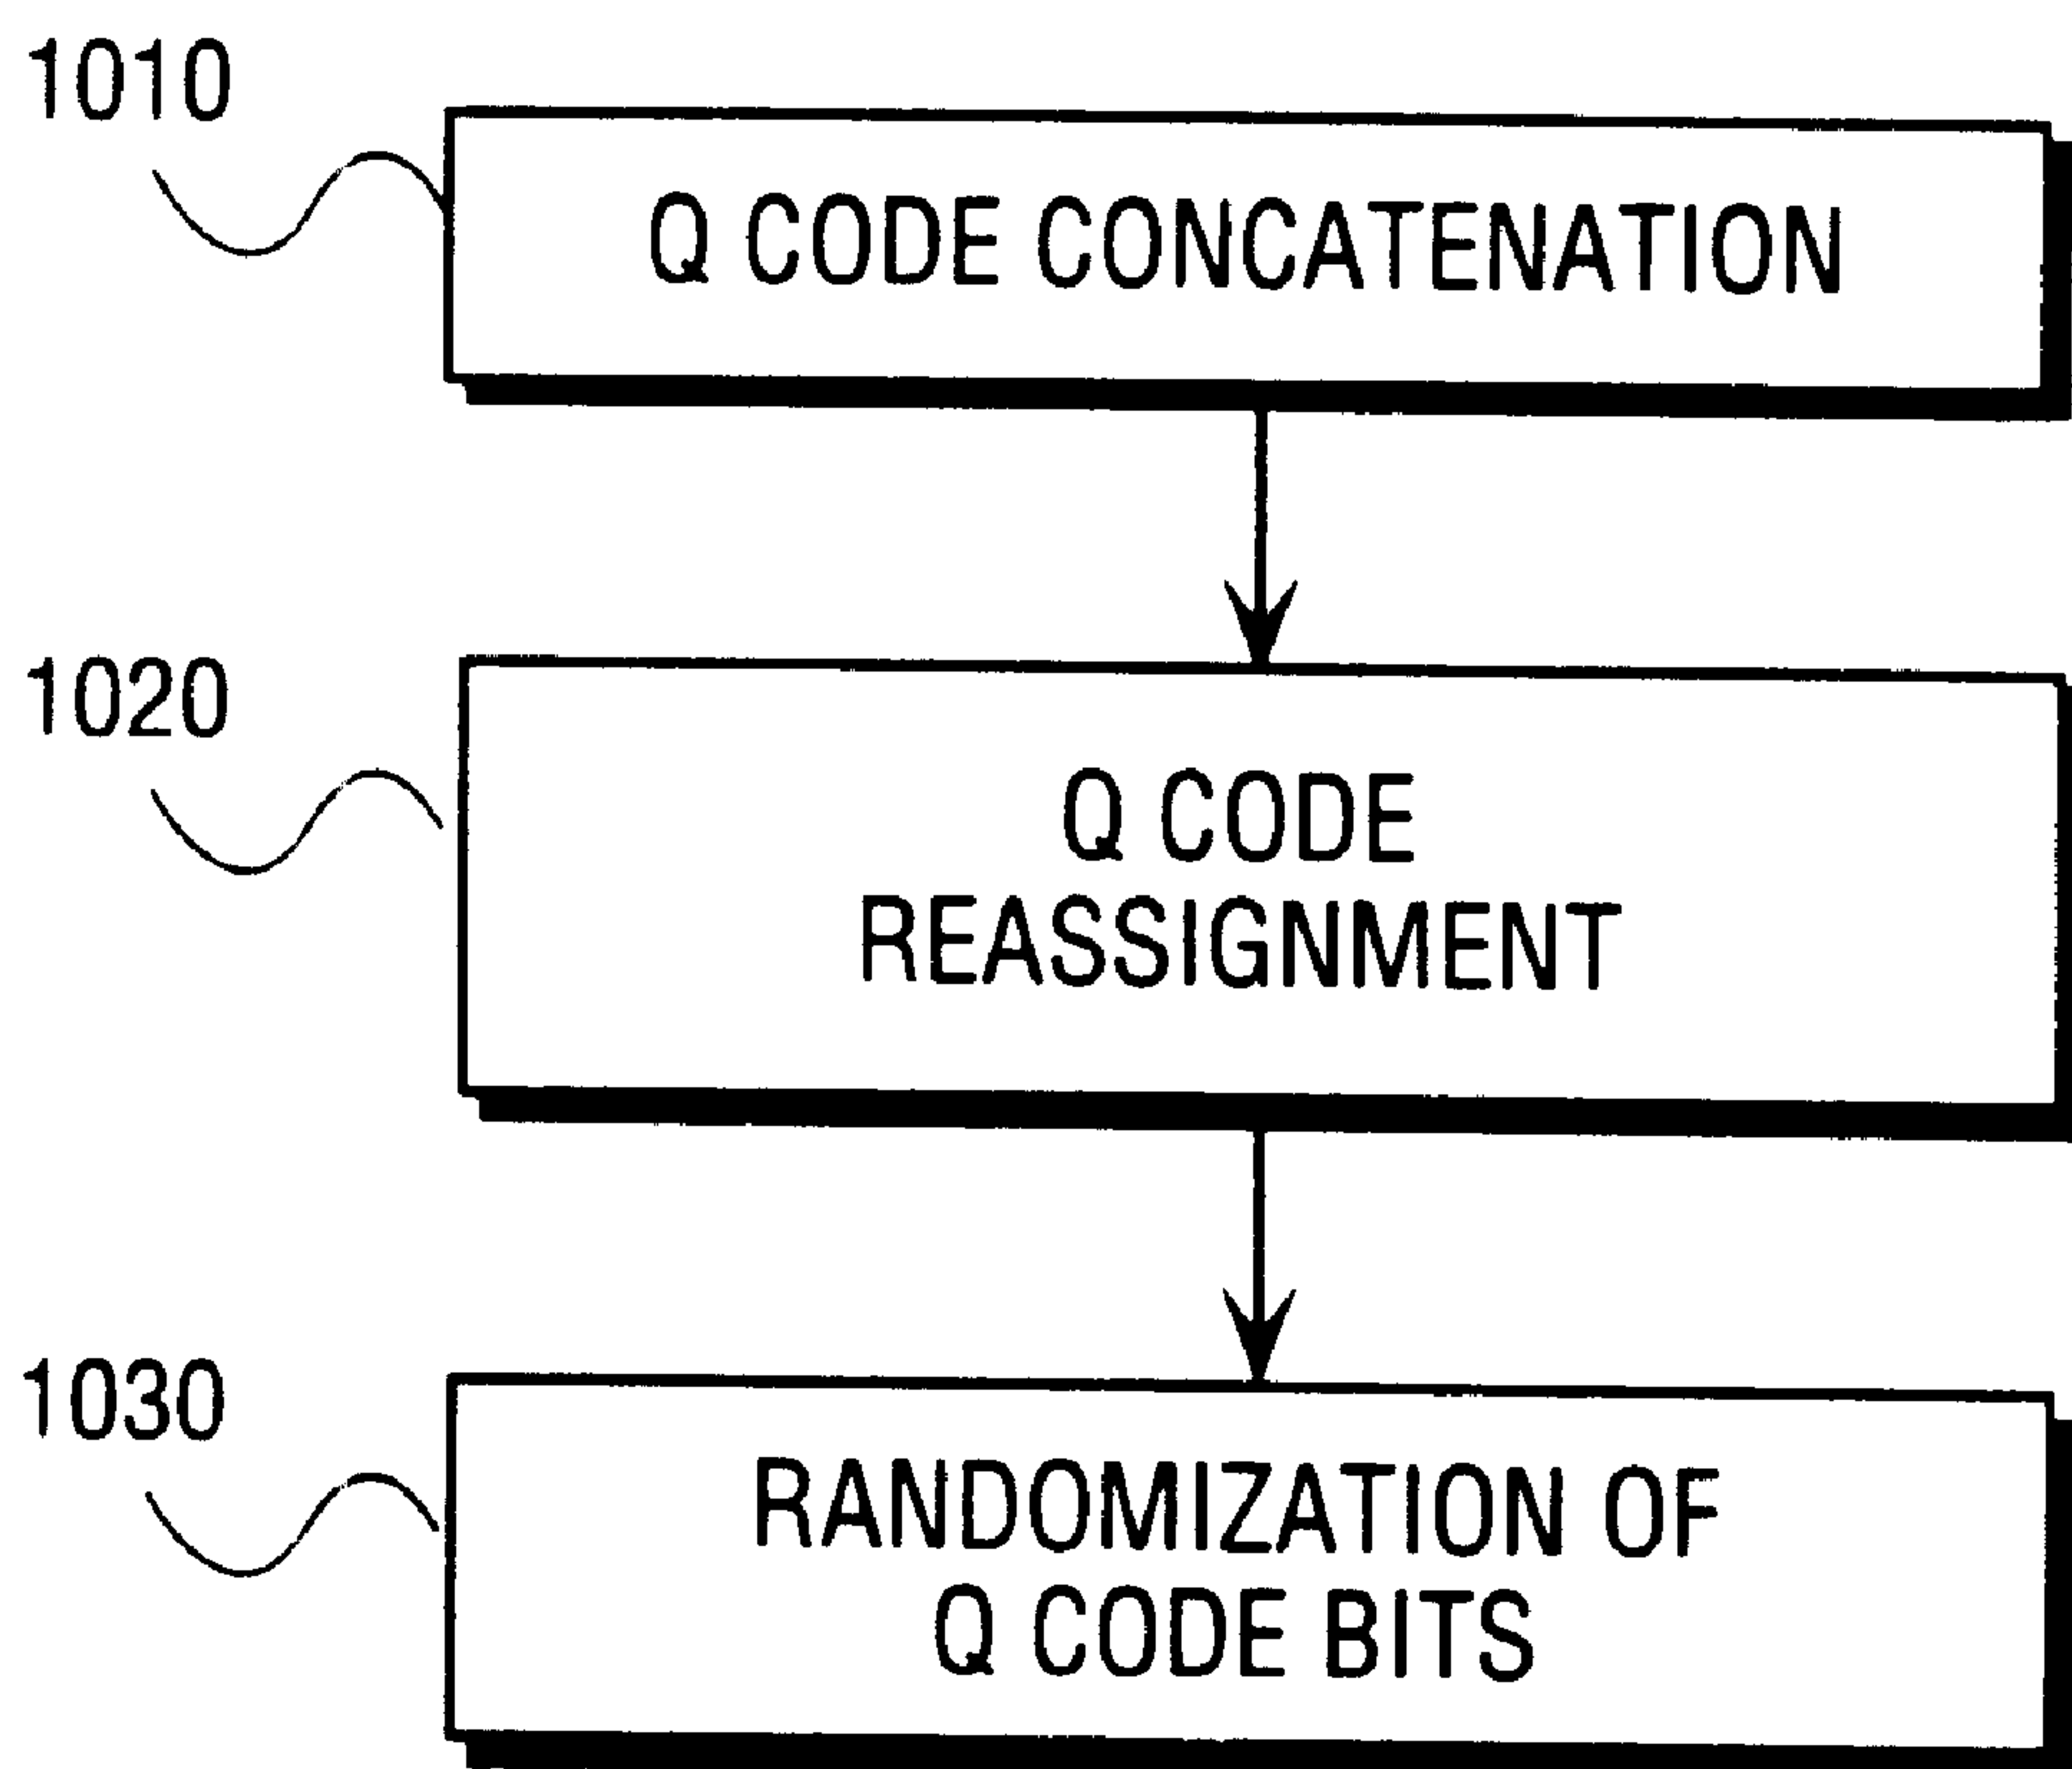 1010
Q CODE CONCATENATION
1020
Q CODE
REASSIGNMENT
1030
RANDOMIZATION OF
Q CODE BITS